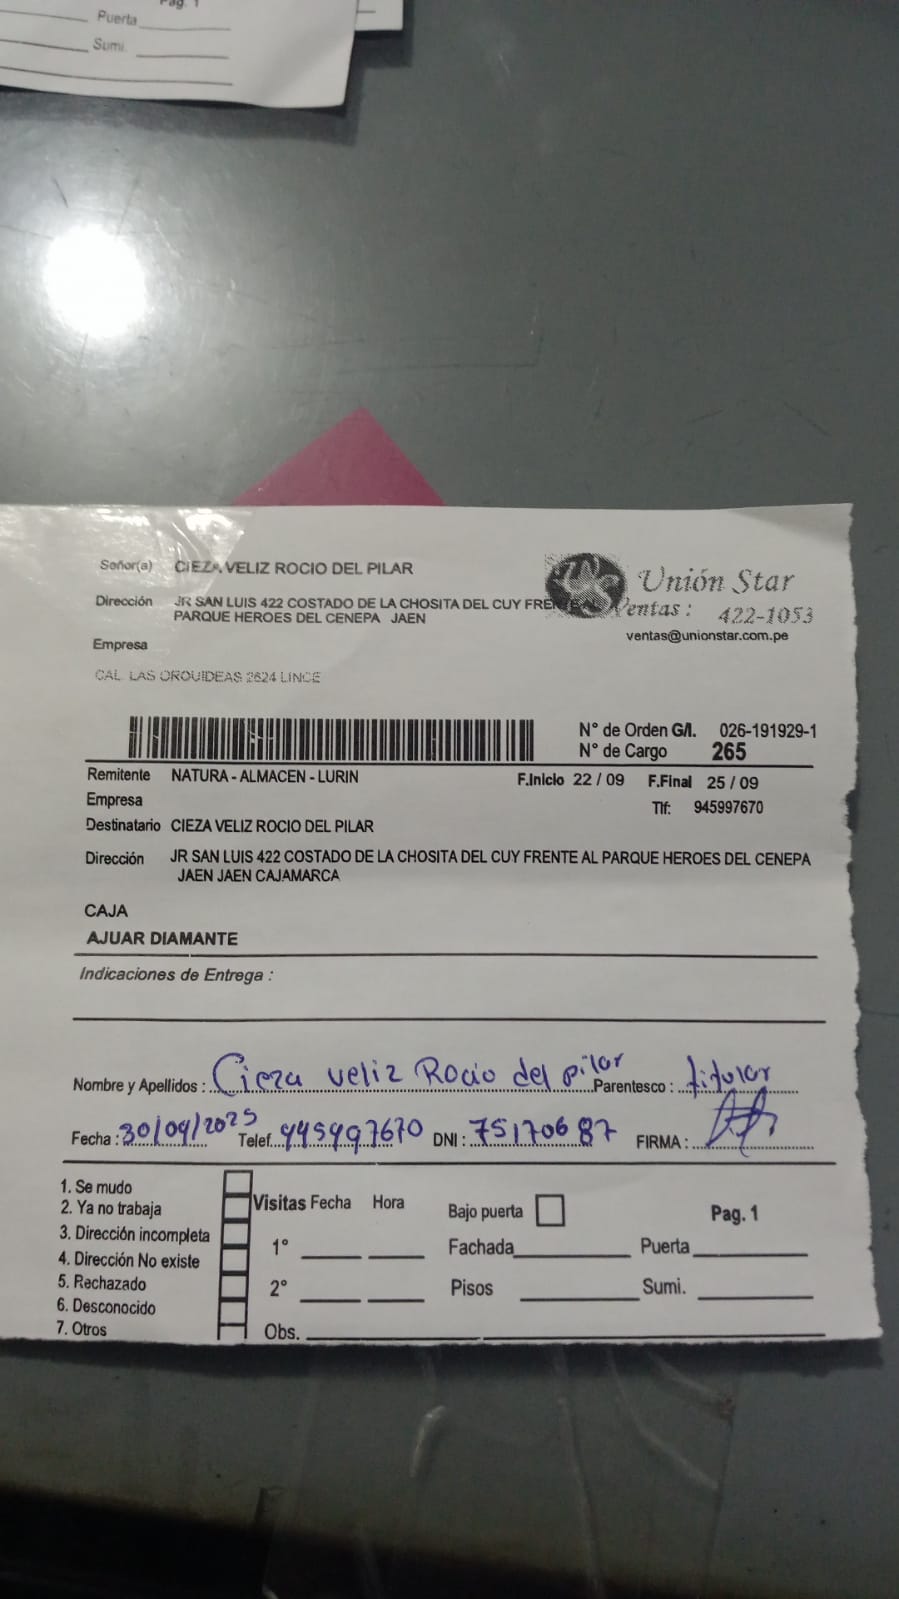 Pag. 1
Puerta
Sumi.
Señor(a) CIEZA VELIZ ROCIO DEL PILAR
Unión Star
Dirección JR SAN LUIS 422 COSTADO DE LA CHOSITA DEL CUY FRENTE
Ventas : 422-1053
PARQUE HEROES DEL CENEPA JAEN
ventas@unionstar.com.pe
Empresa
CAL. LAS ORQUIDEAS 2624 LINCE
N° de Orden G/I. 026-191929-1
N° de Cargo 265
Remitente NATURA - ALMACEN - LURIN F.Inicio 22 / 09 F.Final 25 / 09
Empresa Tlf: 945997670
Destinatario CIEZA VELIZ ROCIO DEL PILAR
Dirección JR SAN LUIS 422 COSTADO DE LA CHOSITA DEL CUY FRENTE AL PARQUE HEROES DEL CENEPA
JAEN JAEN CAJAMARCA
CAJA
AJUAR DIAMANTE
Indicaciones de Entrega :
Nombre y Apellidos : Cieza veliz Rocio del pilar Parentesco : titular
Fecha : 30/09/2025 Telef. 945997670 DNI : 75170687 FIRMA :
1. Se mudo
2. Ya no trabaja
3. Dirección incompleta
4. Dirección No existe
5. Rechazado
6. Desconocido
7. Otros
Visitas Fecha Hora
1°
2°
Obs.
Bajo puerta Pag. 1
Fachada Puerta
Pisos Sumi.